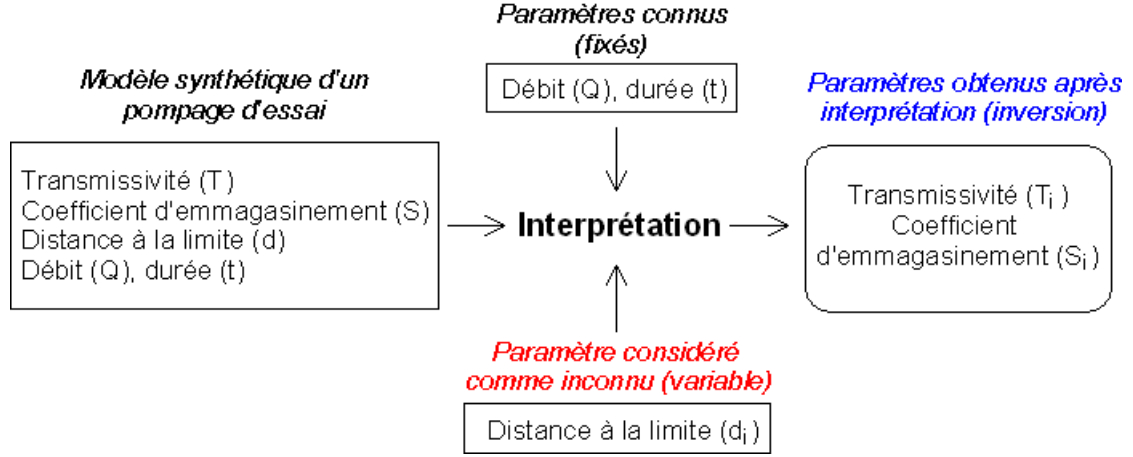 Paramètres connus
(fixés)
Modèle synthétique d'un
pompage d'essai
Débit (Q), durée (t)
Paramètres obtenus après
interprétation (inversion)
Transmissivité (T)
Coefficient d'emmagasinement (S)
Distance à la limite (d)
Débit (Q), durée (t)
Interprétation
Transmissivité (Ti)
Coefficient
d'emmagasinement (Si)
Paramètre considéré
comme inconnu (variable)
Distance à la limite (di)